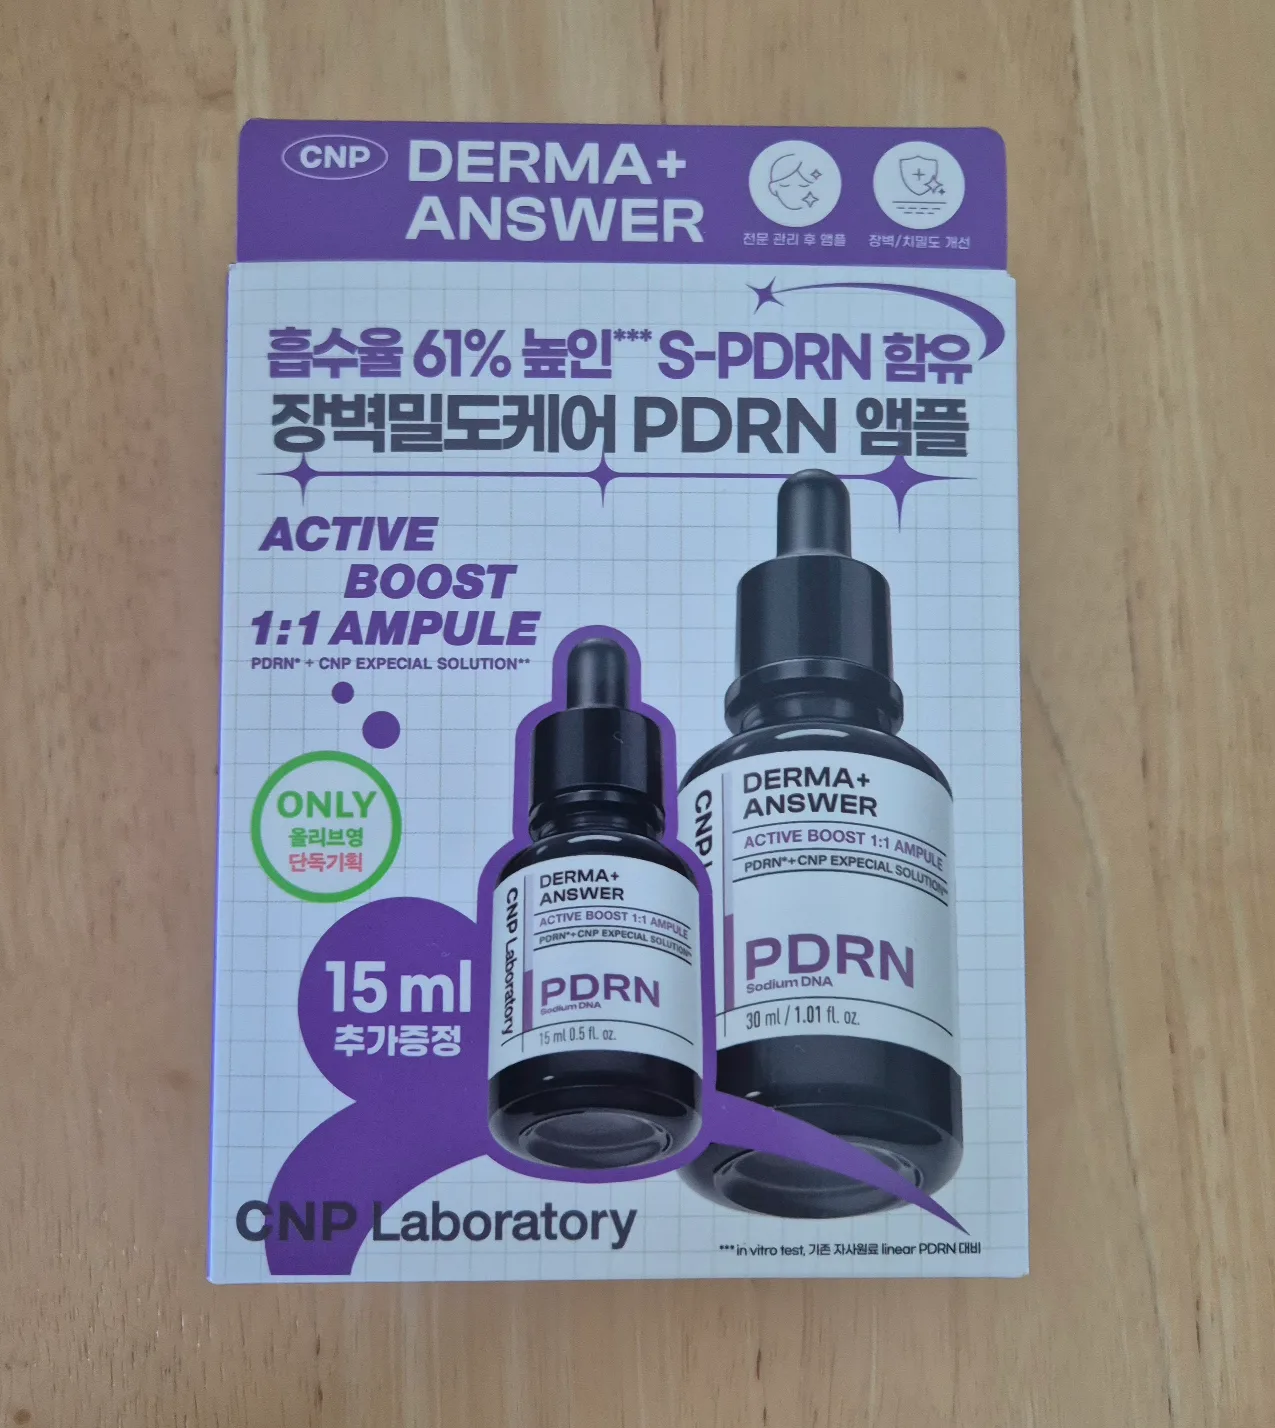 CNP
DERMA+
ANSWER
전문 관리 후 앰플
장벽/치밀도 개선
흡수율 61% 높인*** S-PDRN 함유
장벽밀도케어 PDRN 앰플
ACTIVE
BOOST
1:1 AMPULE
PDRN* + CNP EXPECIAL SOLUTION**
ONLY
올리브영
단독기획
15 ml
추가증정
CNP Laboratory
DERMA+
ANSWER
ACTIVE BOOST 1:1 AMPULE
PDRN*+CNP EXPECIAL SOLUTION**
PDRN
Sodium DNA
15 ml 0.5 fl. oz.
CNP L
DERMA+
ANSWER
ACTIVE BOOST 1:1 AMPULE
PDRN*+CNP EXPECIAL SOLUTION**
PDRN
Sodium DNA
30 ml / 1.01 fl. oz.
CNP Laboratory
*** in vitro test, 기존 자사원료 linear PDRN 대비